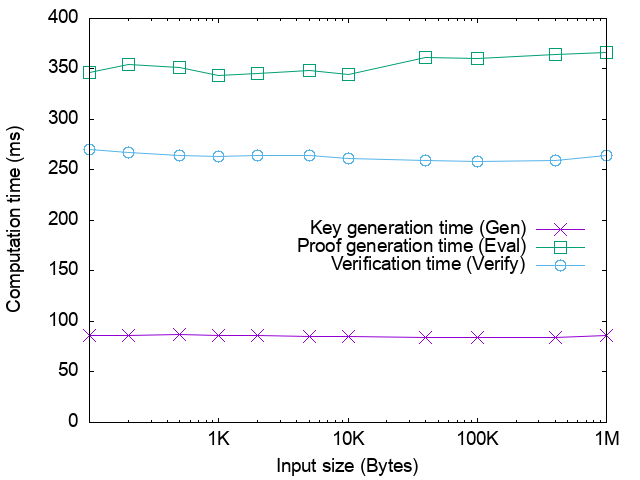 400
350
300
250
200
150
100
50
0
Computation time (ms)
Key generation time (Gen)
Proof generation time (Eval)
Verification time (Verify)
1K
10K
100K
1M
Input size (Bytes)